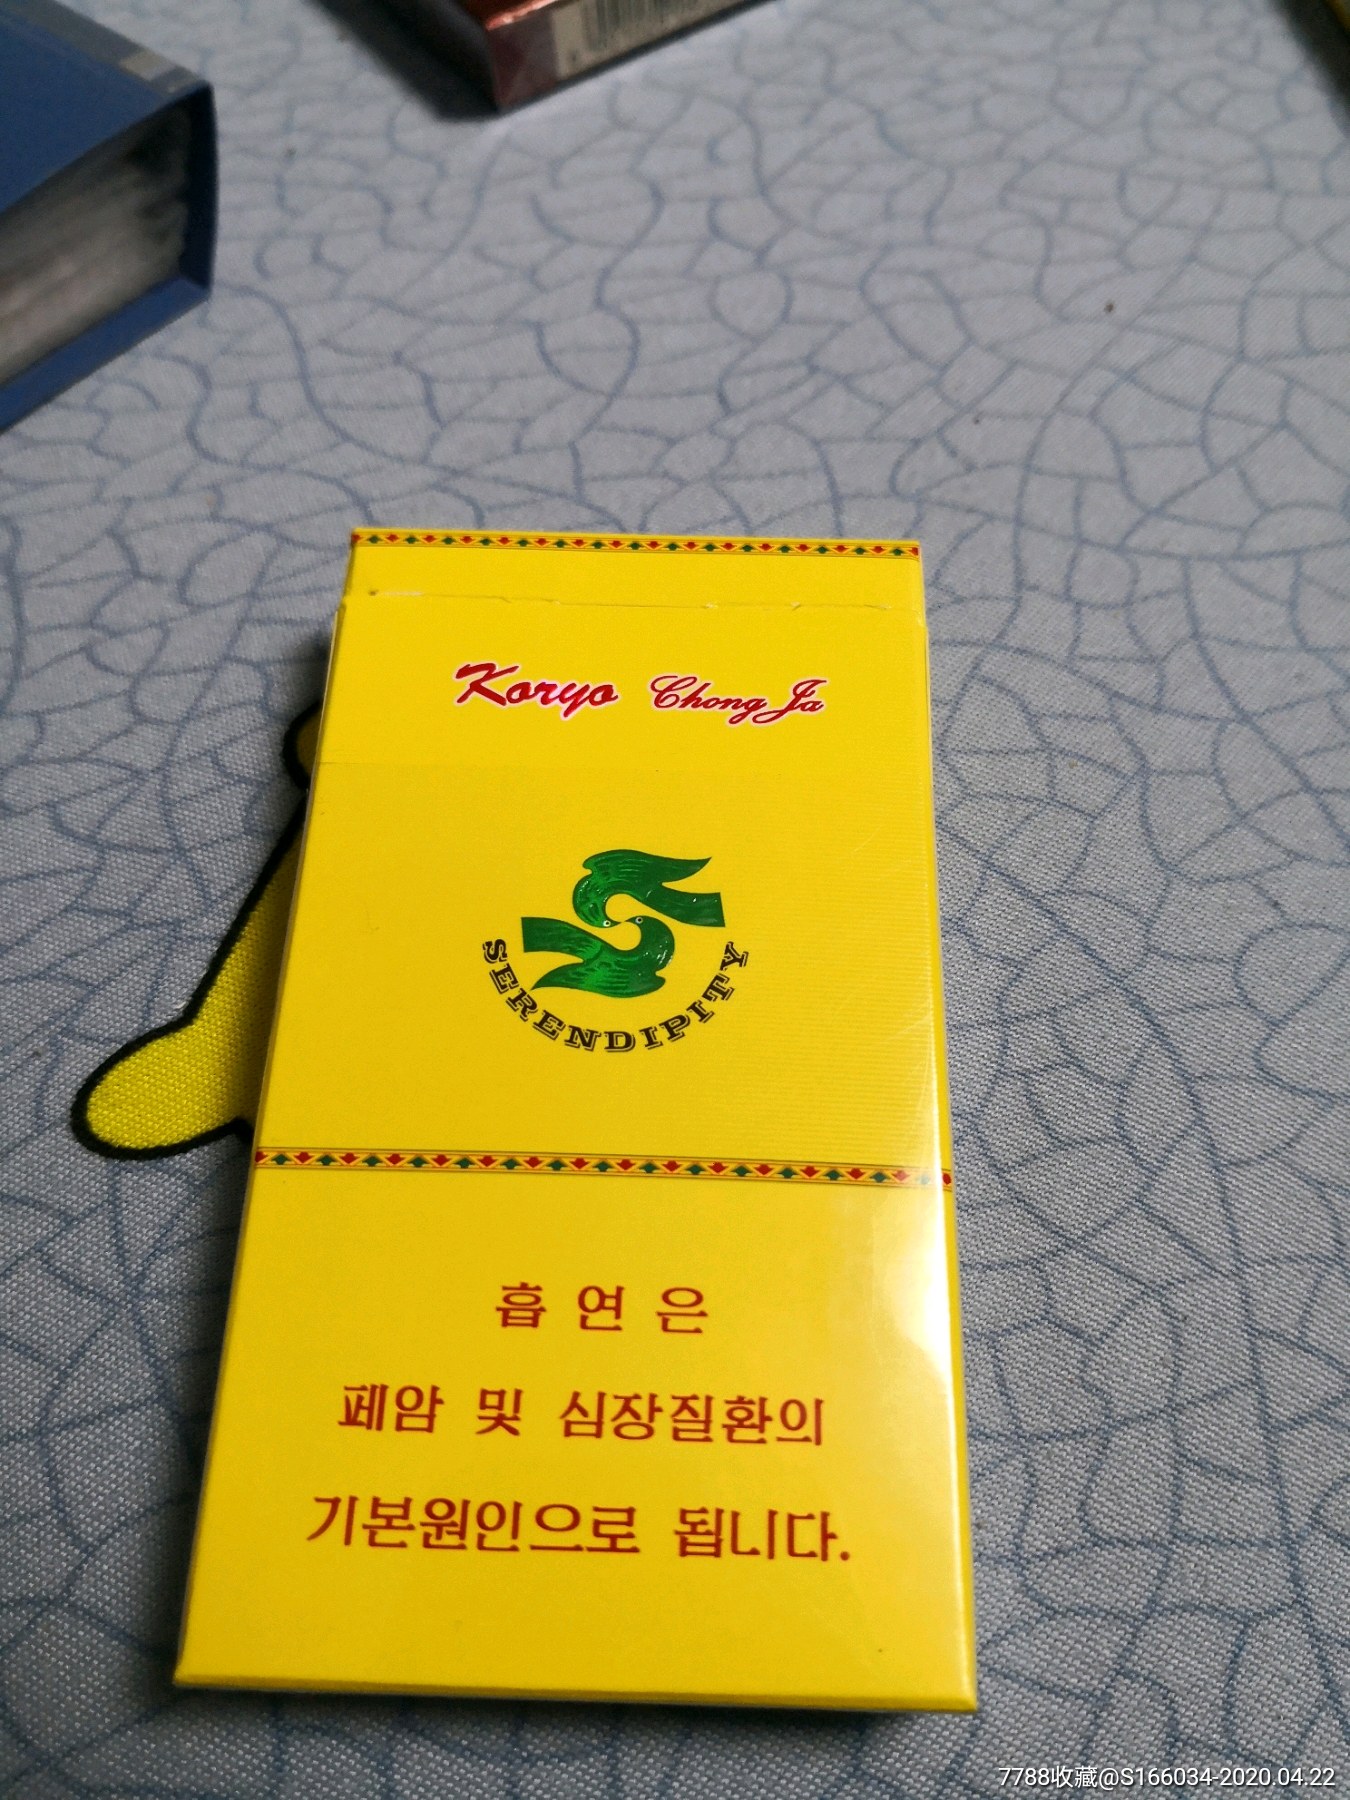 Koryo Chong Ja
SERENDIPITY
흡연은
폐암 및 심장질환의
기본원인으로 됩니다.
7788收藏@S166034-2020.04.22